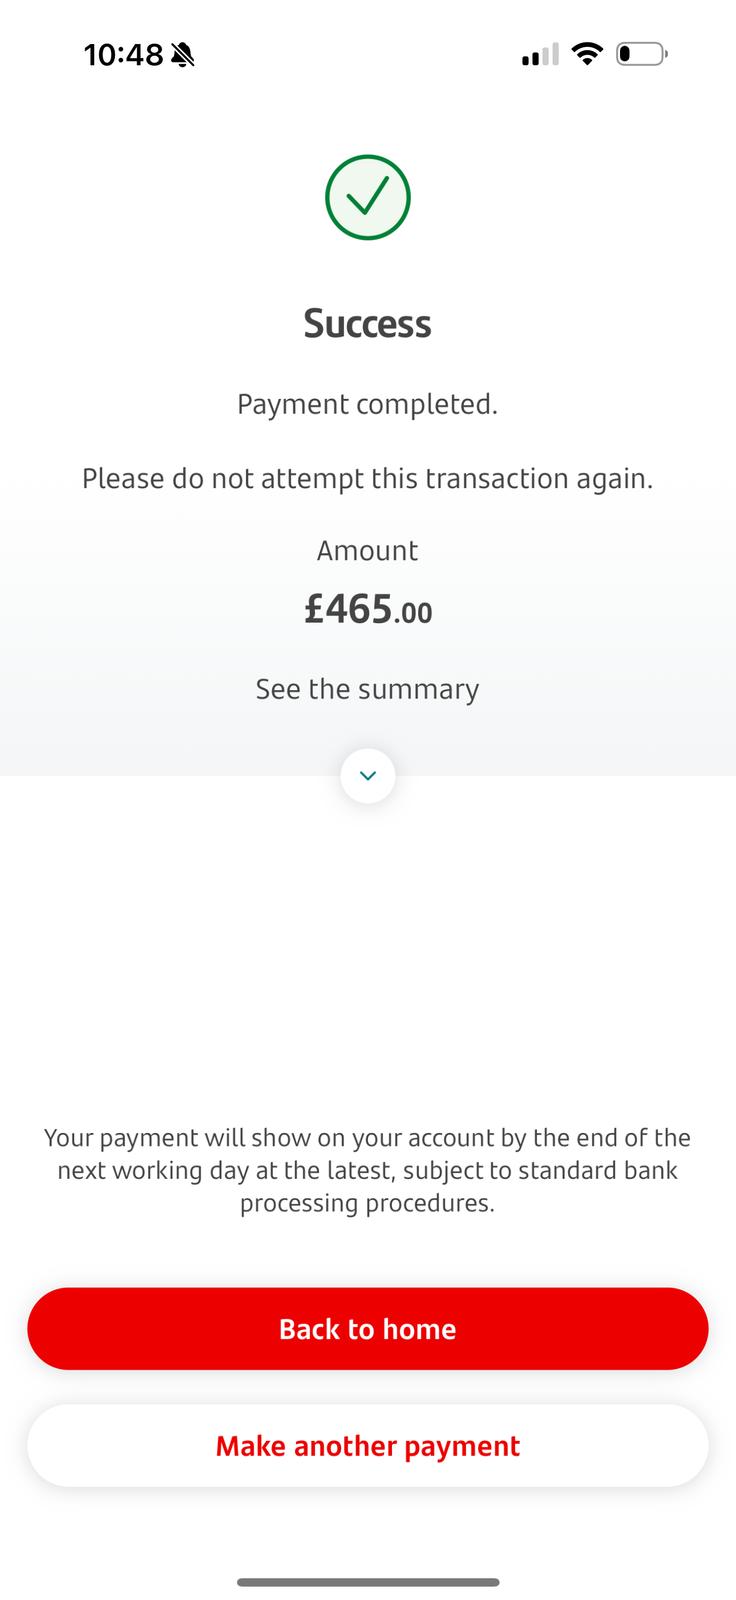 10:48
Success
Payment completed.
Please do not attempt this transaction again.
Amount
£465.00
See the summary
Your payment will show on your account by the end of the
next working day at the latest, subject to standard bank
processing procedures.
Back to home
Make another payment